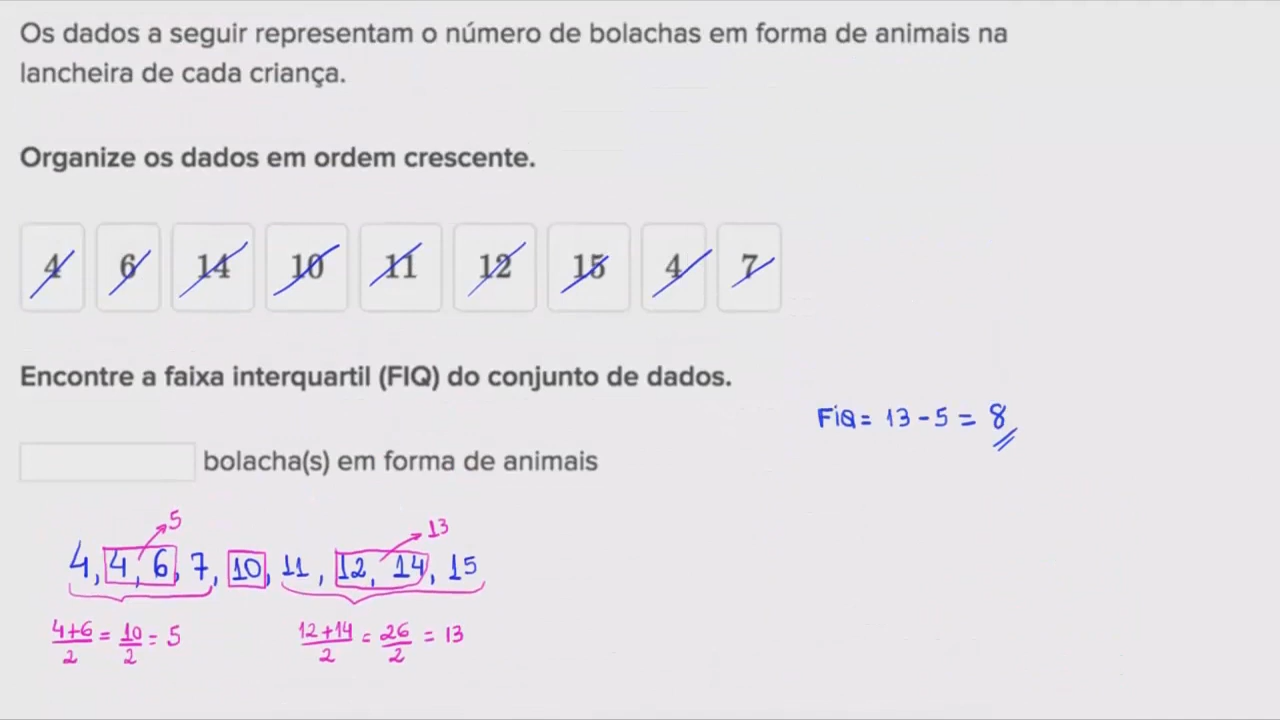 Os dados a seguir representam o número de bolachas em forma de animais na
lancheira de cada criança.
Organize os dados em ordem crescente.
4 6 14 10 11 12 15 4 7
Encontre a faixa interquartil (FIQ) do conjunto de dados.
FiQ = 13 - 5 = 8
bolacha(s) em forma de animais
5 13
4, 4, 6, 7, 10, 11, 12, 14, 15
4+6/2 = 10/2 = 5 12+14/2 = 26/2 = 13